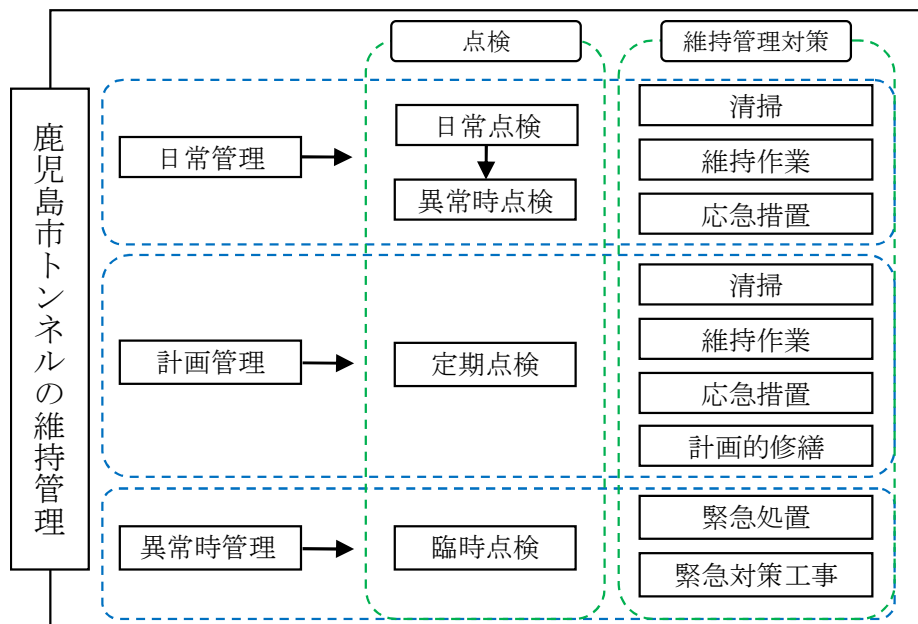 鹿児島市トンネルの維持管理
点検
維持管理対策
日常管理
日常点検
異常時点検
清掃
維持作業
応急措置
計画管理
定期点検
清掃
維持作業
応急措置
計画的修繕
異常時管理
臨時点検
緊急処置
緊急対策工事